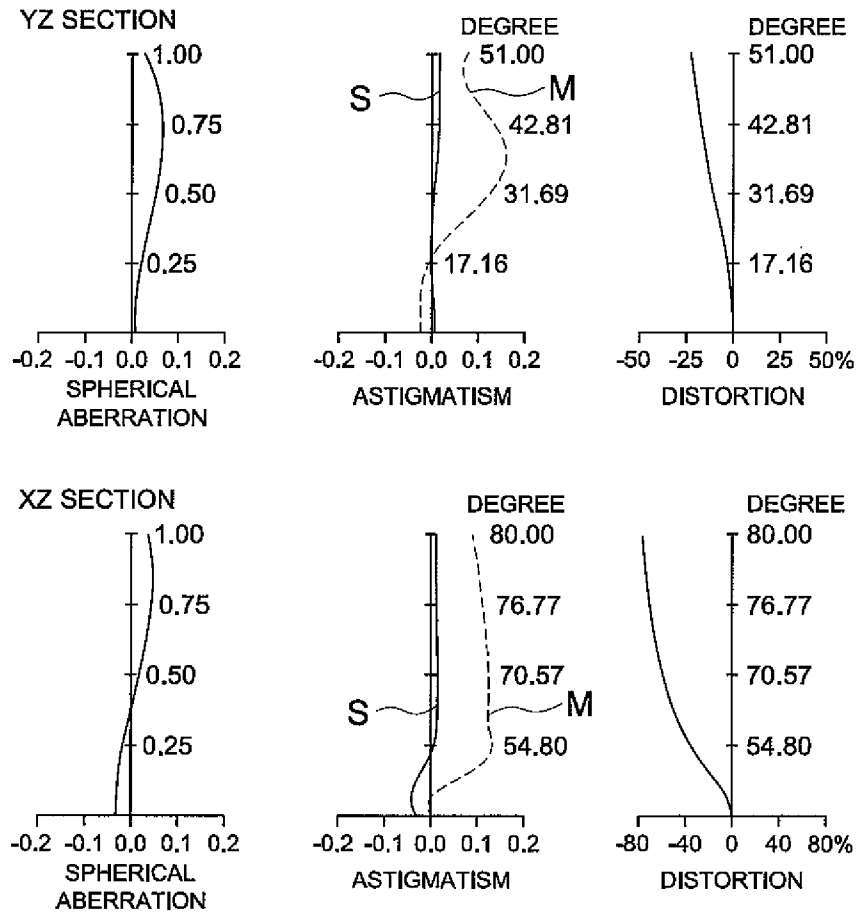 YZ SECTION
1.00
0.75
0.50
0.25
-0.2 -0.1 0.0 0.1 0.2
SPHERICAL
ABERRATION
DEGREE
51.00
S
M
42.81
31.69
17.16
-0.2 -0.1 0.0 0.1 0.2
ASTIGMATISM
DEGREE
51.00
42.81
31.69
17.16
-50 -25 0 25 50%
DISTORTION
XZ SECTION
1.00
0.75
0.50
0.25
-0.2 -0.1 0.0 0.1 0.2
SPHERICAL
ABERRATION
DEGREE
80.00
76.77
70.57
S
M
54.80
-0.2 -0.1 0.0 0.1 0.2
ASTIGMATISM
DEGREE
80.00
76.77
70.57
54.80
-80 -40 0 40 80%
DISTORTION